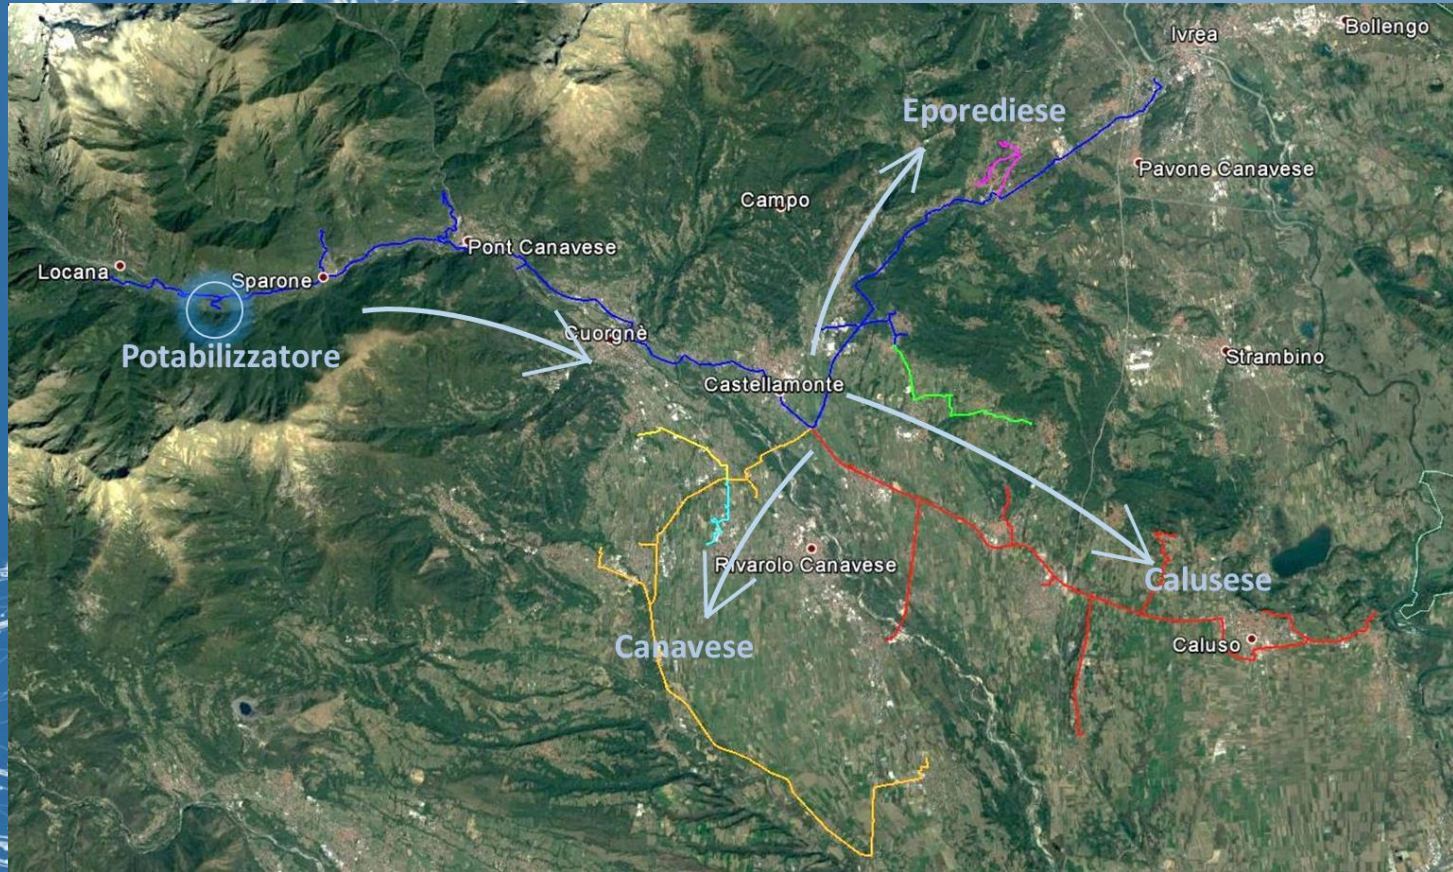 Ivrea
Bollengo
Eporediese
Pavone Canavese
Campo
Pont Canavese
Locana
Sparone
Potabilizzatore
Cuorgnè
Strambino
Castellamonte
Rivarolo Canavese
Calusese
Canavese
Caluso